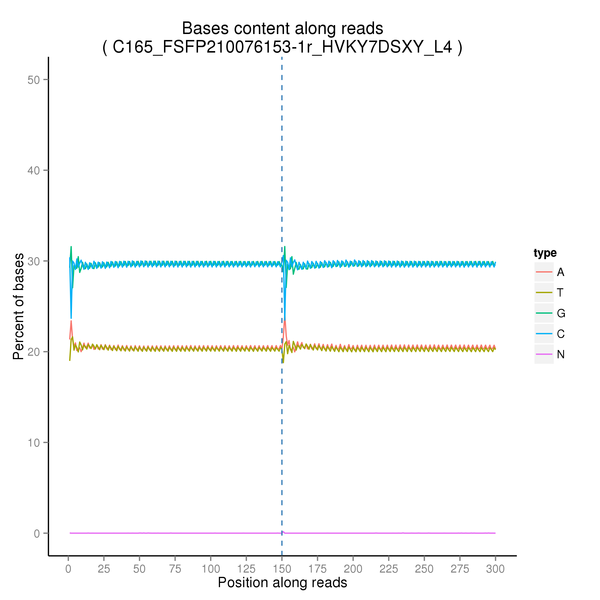 Bases content along reads
( C165_FSFP210076153-1r_HVKY7DSXY_L4 )
Percent of bases
50
40
30
20
10
0
0 25 50 75 100 125 150 175 200 225 250 275 300
Position along reads
type
A
T
G
C
N